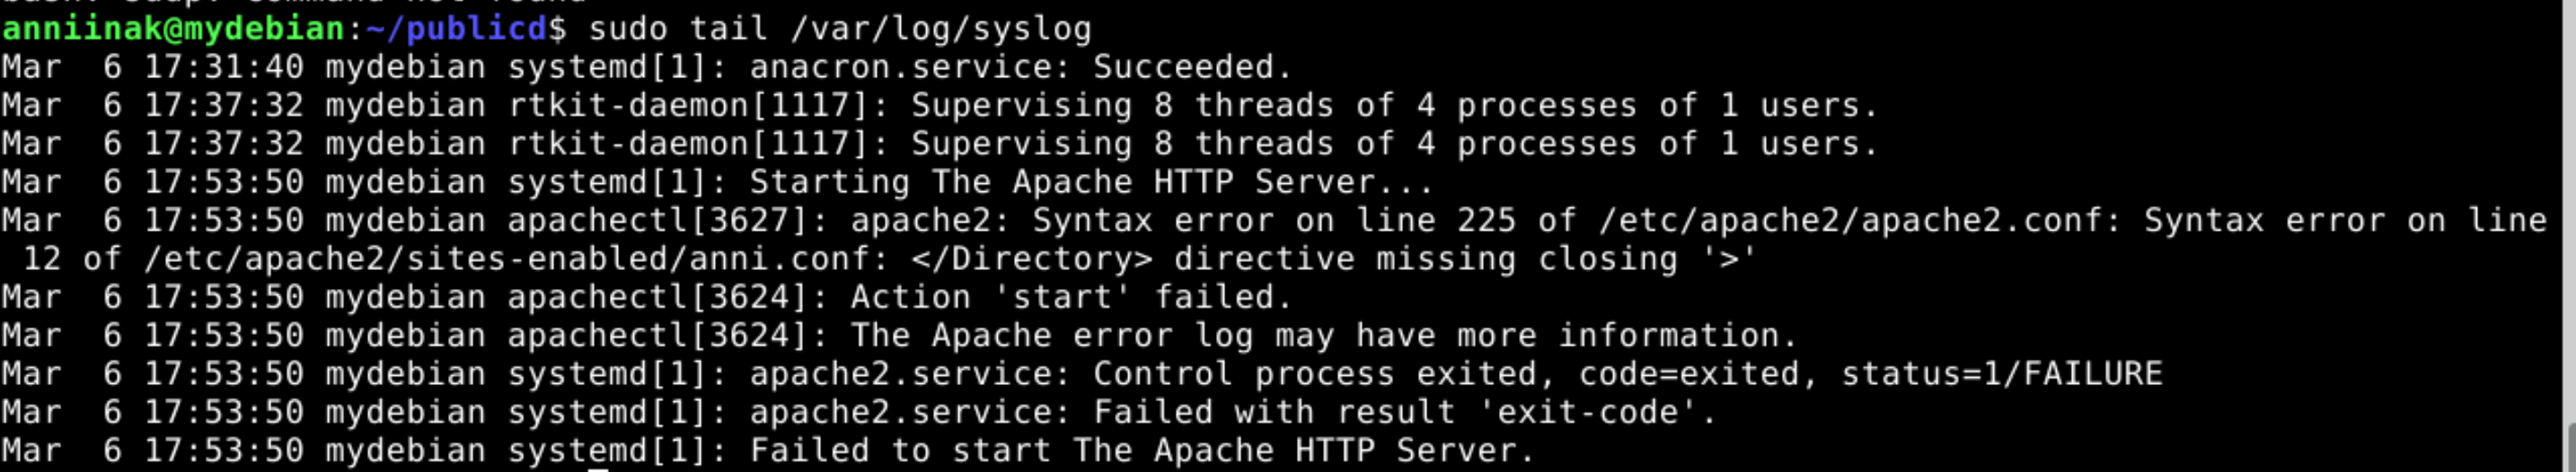 anniinak@mydebian:~/publicd$ sudo tail /var/log/syslog
Mar  6 17:31:40 mydebian systemd[1]: anacron.service: Succeeded.
Mar  6 17:37:32 mydebian rtkit-daemon[1117]: Supervising 8 threads of 4 processes of 1 users.
Mar  6 17:37:32 mydebian rtkit-daemon[1117]: Supervising 8 threads of 4 processes of 1 users.
Mar  6 17:53:50 mydebian systemd[1]: Starting The Apache HTTP Server...
Mar  6 17:53:50 mydebian apachectl[3627]: apache2: Syntax error on line 225 of /etc/apache2/apache2.conf: Syntax error on line
 12 of /etc/apache2/sites-enabled/anni.conf: </Directory> directive missing closing '>'
Mar  6 17:53:50 mydebian apachectl[3624]: Action 'start' failed.
Mar  6 17:53:50 mydebian apachectl[3624]: The Apache error log may have more information.
Mar  6 17:53:50 mydebian systemd[1]: apache2.service: Control process exited, code=exited, status=1/FAILURE
Mar  6 17:53:50 mydebian systemd[1]: apache2.service: Failed with result 'exit-code'.
Mar  6 17:53:50 mydebian systemd[1]: Failed to start The Apache HTTP Server.